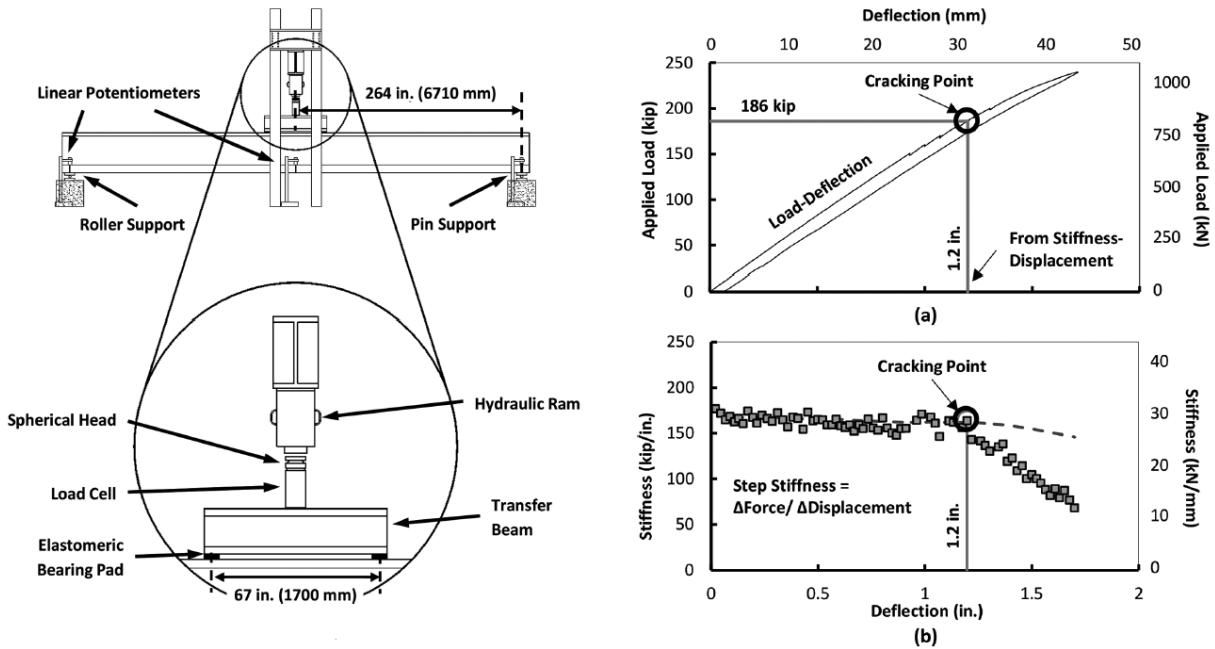 Linear Potentiometers
264 in. (6710 mm)
Roller Support
Pin Support
Spherical Head
Hydraulic Ram
Load Cell
Transfer
Beam
Elastomeric
Bearing Pad
67 in. (1700 mm)
Deflection (mm)
0 10 20 30 40 50
250
200
150
100
50
0
Applied Load (kip)
1000
750
500
250
0
Applied Load (kN)
Cracking Point
186 kip
Load-Deflection
1.2 in.
From Stiffness-
Displacement
(a)
250
200
150
100
50
0
Stiffness (kip/in.)
40
30
20
10
0
Stiffness (kN/mm)
Cracking Point
Step Stiffness =
ΔForce/ ΔDisplacement
1.2 in.
0 0.5 1 1.5 2
Deflection (in.)
(b)